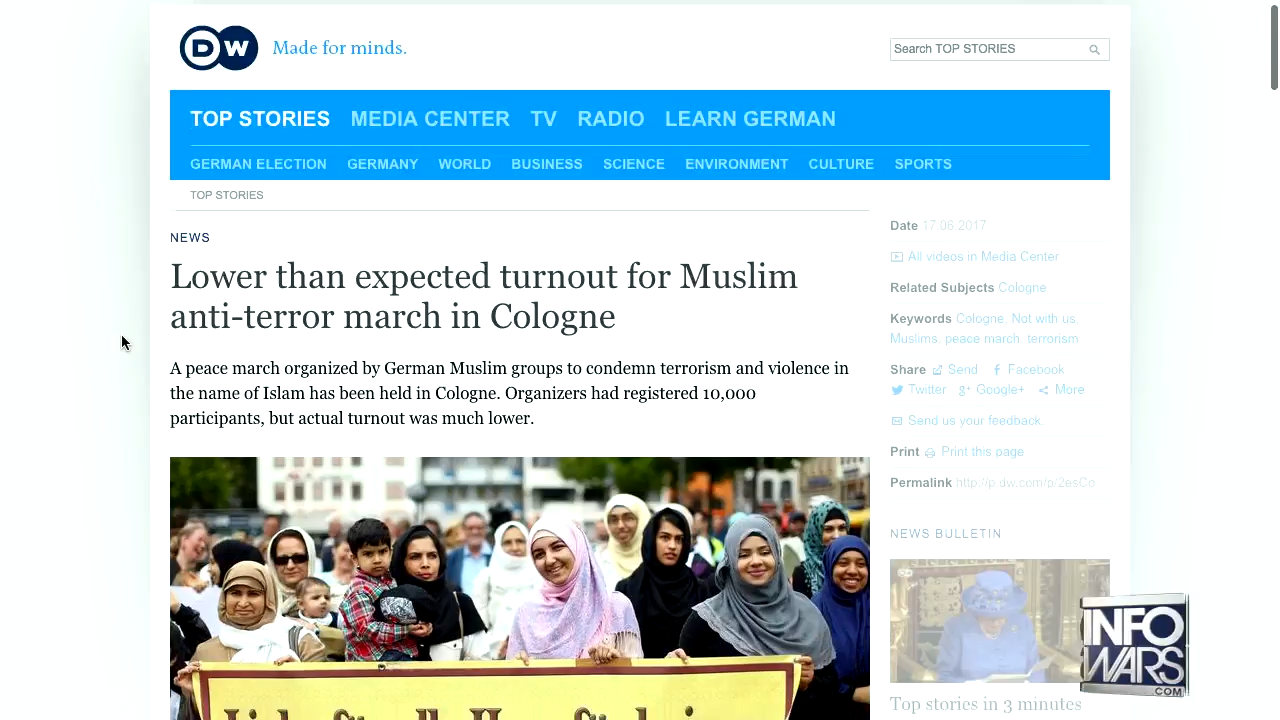 DW Made for minds.
Search TOP STORIES
TOP STORIES MEDIA CENTER TV RADIO LEARN GERMAN
GERMAN ELECTION GERMANY WORLD BUSINESS SCIENCE ENVIRONMENT CULTURE SPORTS
TOP STORIES
NEWS
Lower than expected turnout for Muslim
anti-terror march in Cologne
A peace march organized by German Muslim groups to condemn terrorism and violence in
the name of Islam has been held in Cologne. Organizers had registered 10,000
participants, but actual turnout was much lower.
Date 17.06.2017
All videos in Media Center
Related Subjects Cologne
Keywords Cologne. Not with us.
Muslims. peace march. terrorism
Share Send Facebook
Twitter Google+ More
Send us your feedback.
Print Print this page
Permalink http://p.dw.com/p/2esCo
NEWS BULLETIN
Top stories in 3 minutes
INFO
WARS
.COM